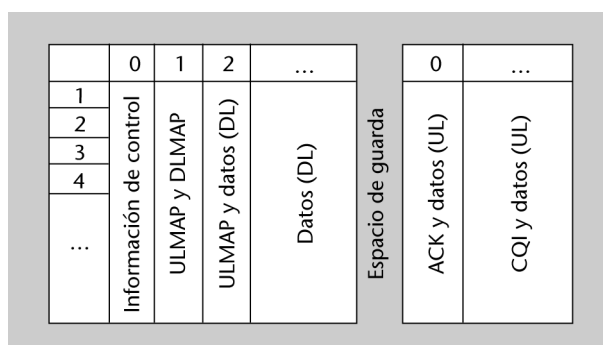 0 1 2 ... 0 ...
1
2
3
4
...
Información de control
ULMAP y DLMAP
ULMAP y datos (DL)
Datos (DL)
Espacio de guarda
ACK y datos (UL)
CQI y datos (UL)